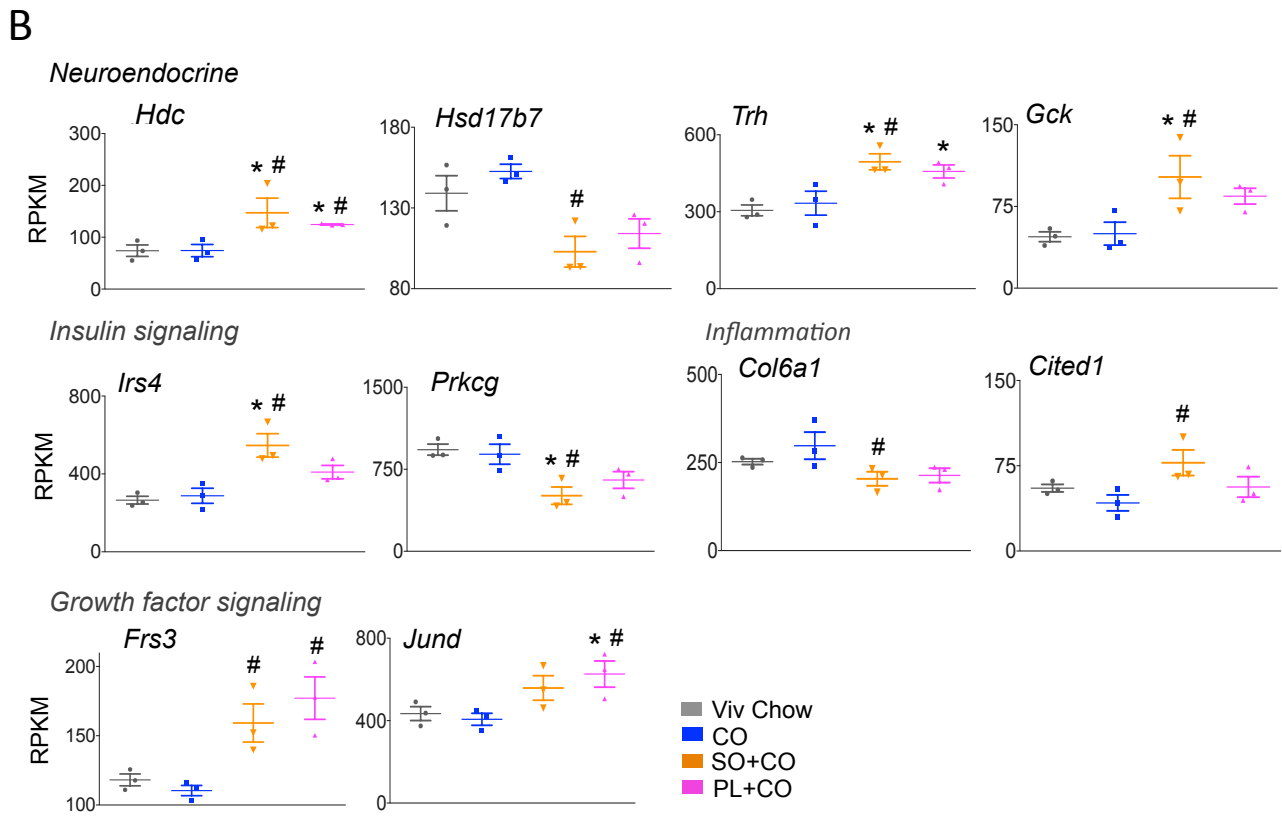 B
Neuroendocrine
Hdc
Hsd17b7
Trh
Gck
RPKM
300
200
100
0
* #
* #
180
130
80
#
600
300
0
* #
*
150
75
0
* #
Insulin signaling
Inflammation
Irs4
Prkcg
Col6a1
Cited1
RPKM
800
400
0
* #
1500
750
0
* #
500
250
0
#
150
75
0
#
Growth factor signaling
Frs3
Jund
RPKM
200
150
100
#
#
800
400
0
* #
Viv Chow
CO
SO+CO
PL+CO